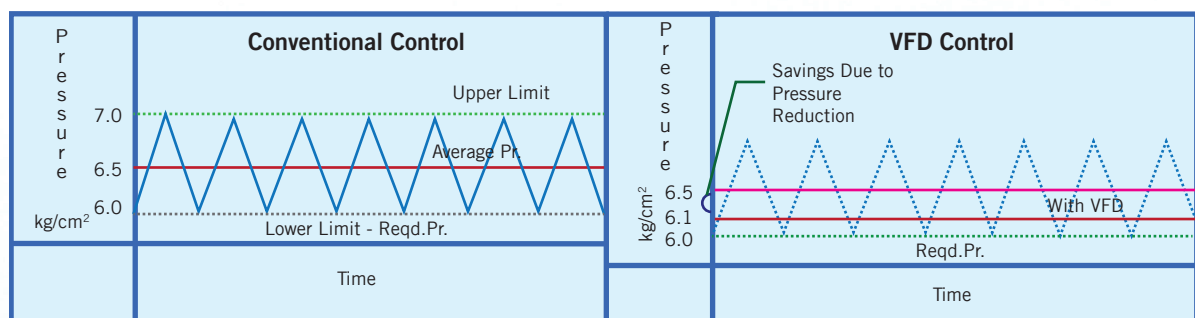 Pressure
kg/cm²
Conventional Control
7.0
6.5
6.0
Upper Limit
Average Pr.
Lower Limit - Reqd.Pr.
Time
Pressure
kg/cm²
VFD Control
Savings Due to
Pressure
Reduction
6.5
6.1
6.0
With VFD
Reqd.Pr.
Time